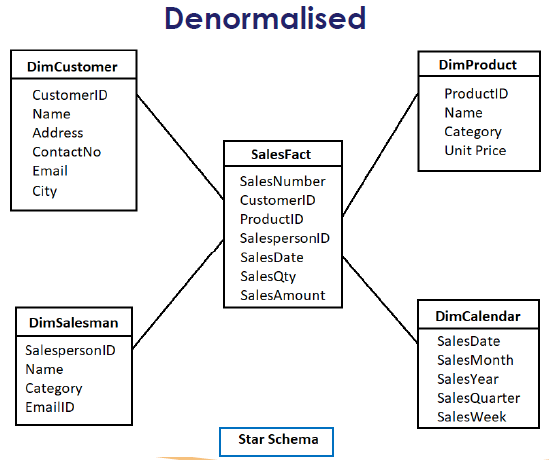 Denormalised
DimCustomer
CustomerID
Name
Address
ContactNo
Email
City
DimProduct
ProductID
Name
Category
Unit Price
SalesFact
SalesNumber
CustomerID
ProductID
SalespersonID
SalesDate
SalesQty
SalesAmount
DimSalesman
SalespersonID
Name
Category
EmailID
DimCalendar
SalesDate
SalesMonth
SalesYear
SalesQuarter
SalesWeek
Star Schema